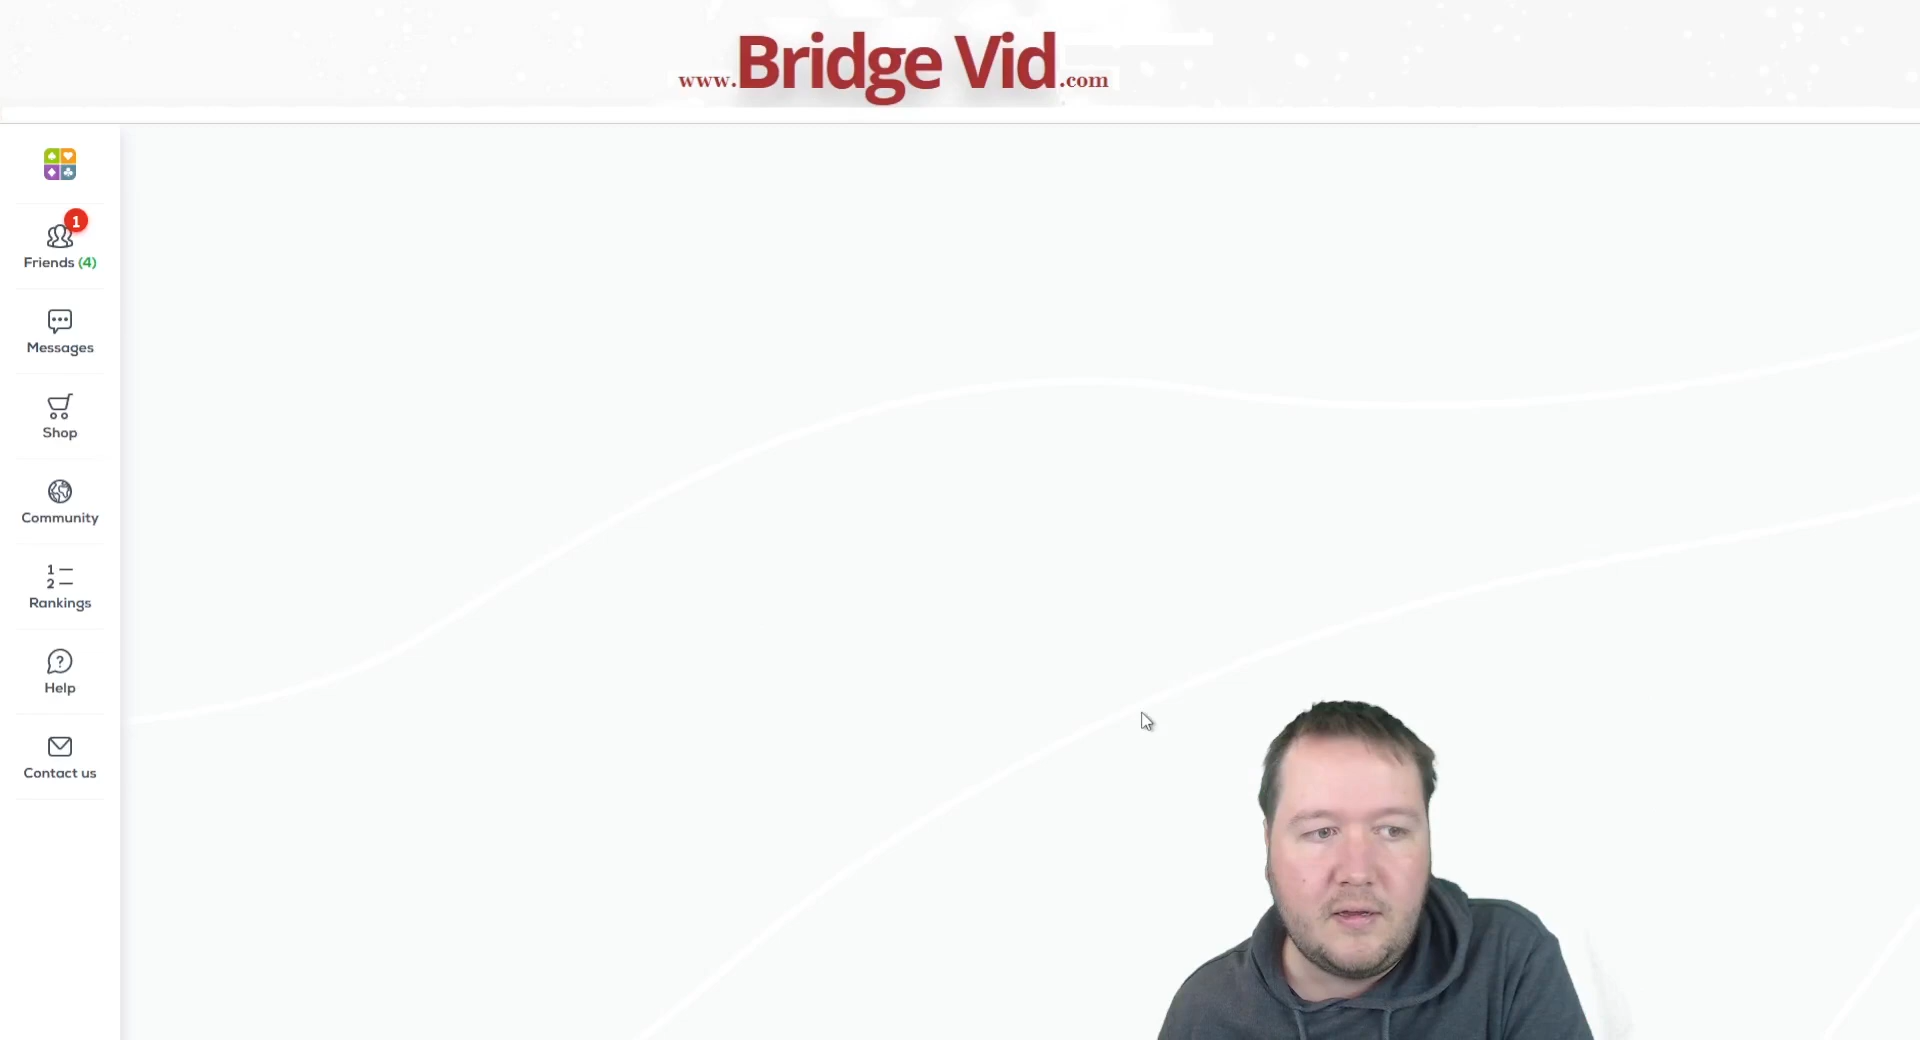 www.Bridge Vid.com
1
Friends (4)
Messages
Shop
Community
1
2
Rankings
?
Help
Contact us